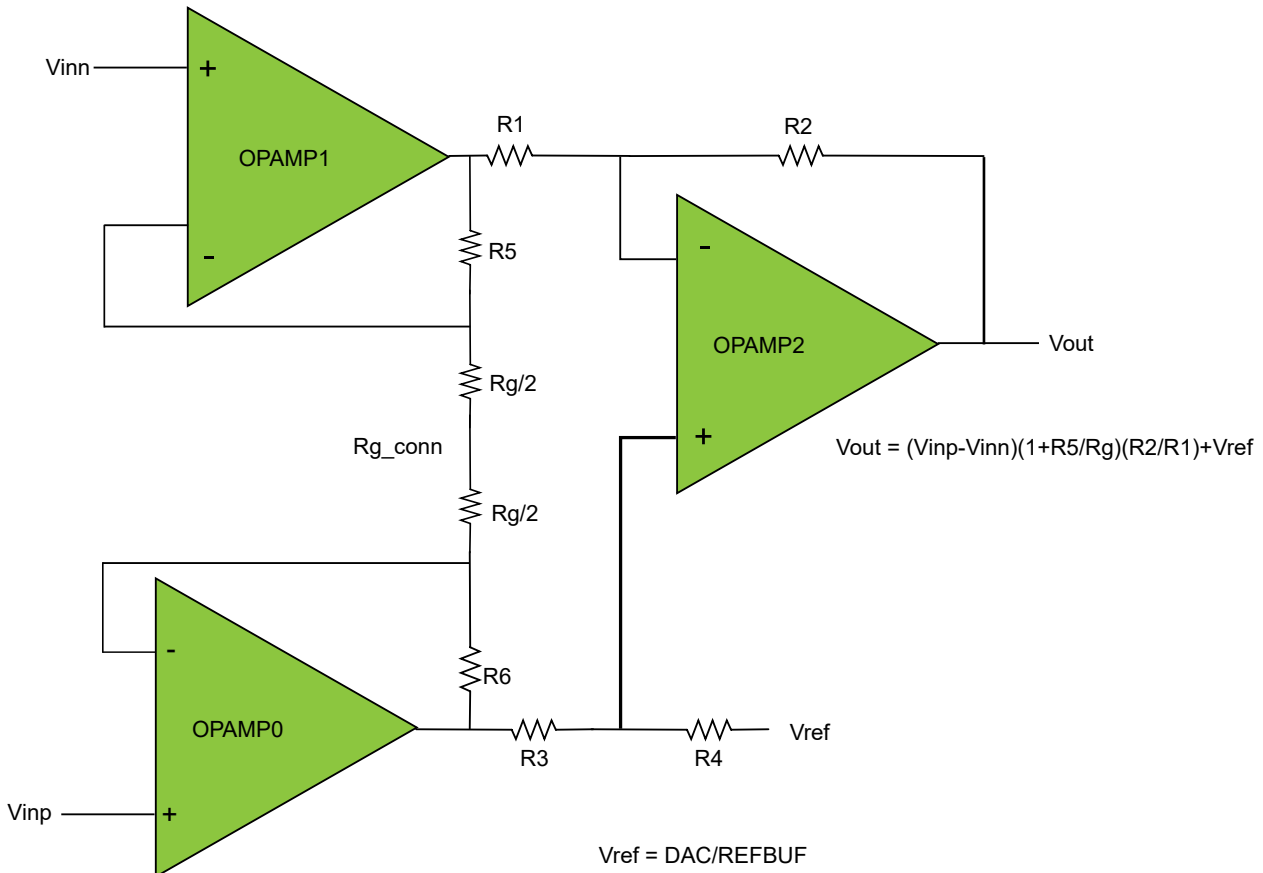 Vinn
+
OPAMP1
-
R1
R2
R5
-
OPAMP2
+
Vout
Vout = (Vinp-Vinn)(1+R5/Rg)(R2/R1)+Vref
Rg/2
Rg_conn
Rg/2
-
OPAMP0
+
Vinp
R6
R3
R4
Vref
Vref = DAC/REFBUF